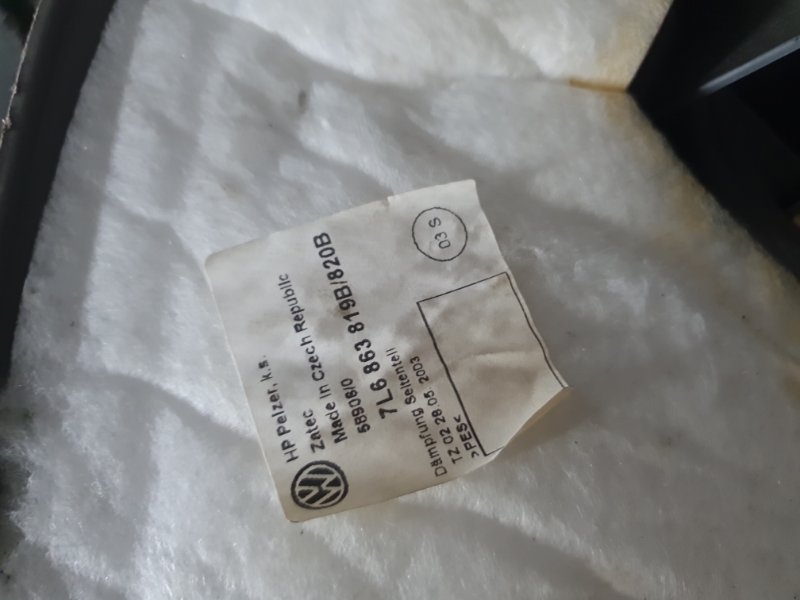 HP Pelzer, k.s.
Zatec
Made in Czech Republic
58906/0
7L6 863 819B/820B
Dämpfung Seitenteil
TZ 02 28.05.2003
>PES<
03 S